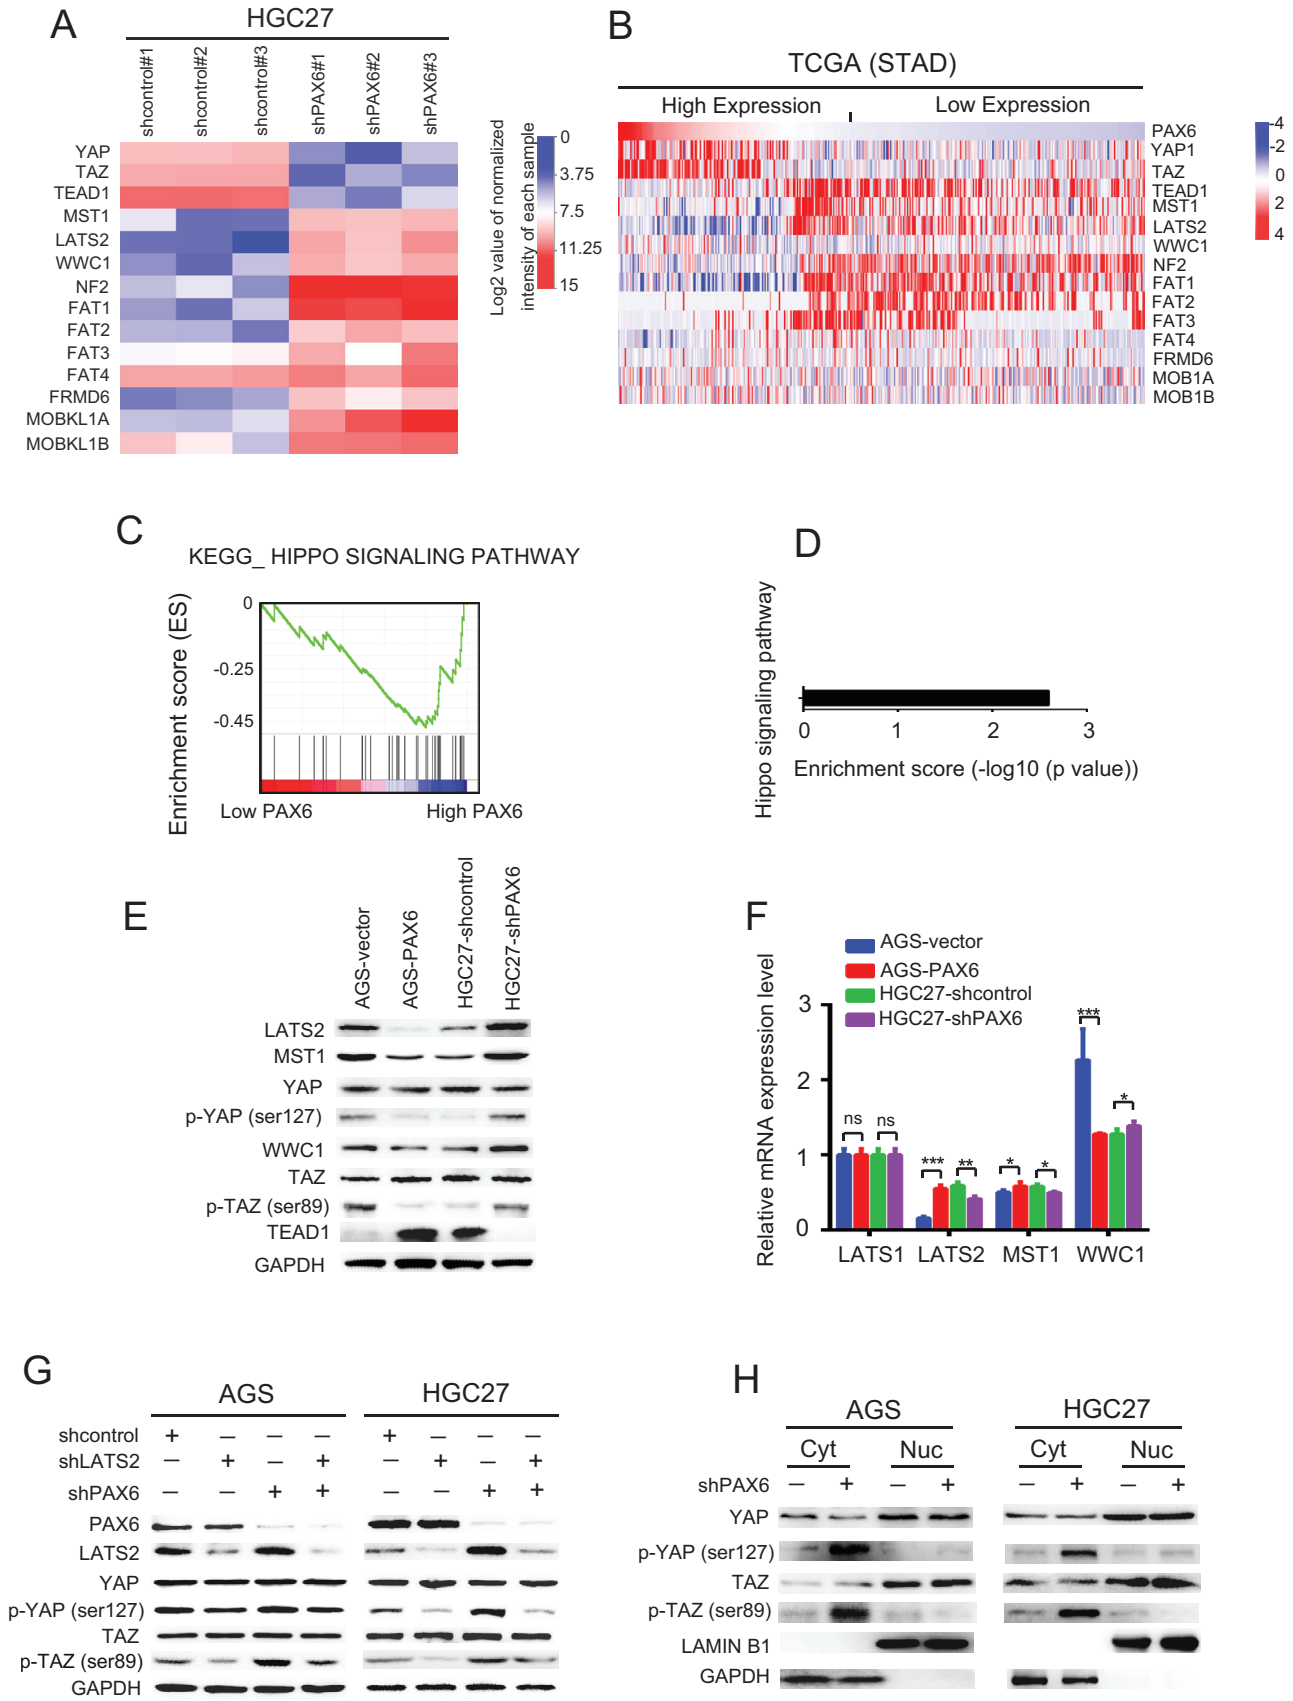 A
HGC27
shcontrol#1
shcontrol#2
shcontrol#3
shPAX6#1
shPAX6#2
shPAX6#3
YAP
TAZ
TEAD1
MST1
LATS2
WWC1
NF2
FAT1
FAT2
FAT3
FAT4
FRMD6
MOBKL1A
MOBKL1B
Log2 value of normalized
intensity of each sample
0
3.75
7.5
11.25
15
B
TCGA (STAD)
High Expression
Low Expression
PAX6
YAP1
TAZ
TEAD1
MST1
LATS2
WWC1
NF2
FAT1
FAT2
FAT3
FAT4
FRMD6
MOB1A
MOB1B
-4
-2
0
2
4
C
KEGG_ HIPPO SIGNALING PATHWAY
Enrichment score (ES)
0
-0.25
-0.45
Low PAX6
High PAX6
D
Hippo signaling pathway
0 1 2 3
Enrichment score (-log10 (p value))
E
AGS-vector
AGS-PAX6
HGC27-shcontrol
HGC27-shPAX6
LATS2
MST1
YAP
p-YAP (ser127)
WWC1
TAZ
p-TAZ (ser89)
TEAD1
GAPDH
F
AGS-vector
AGS-PAX6
HGC27-shcontrol
HGC27-shPAX6
Relative mRNA expression level
3
2
1
0
ns ns
*** **
* *
*** *
LATS1 LATS2 MST1 WWC1
G
AGS HGC27
shcontrol + – – – + – – –
shLATS2 – + – + – + – +
shPAX6 – – + + – – + +
PAX6
LATS2
YAP
p-YAP (ser127)
TAZ
p-TAZ (ser89)
GAPDH
H
AGS HGC27
Cyt Nuc Cyt Nuc
shPAX6 – + – + – + – +
YAP
p-YAP (ser127)
TAZ
p-TAZ (ser89)
LAMIN B1
GAPDH